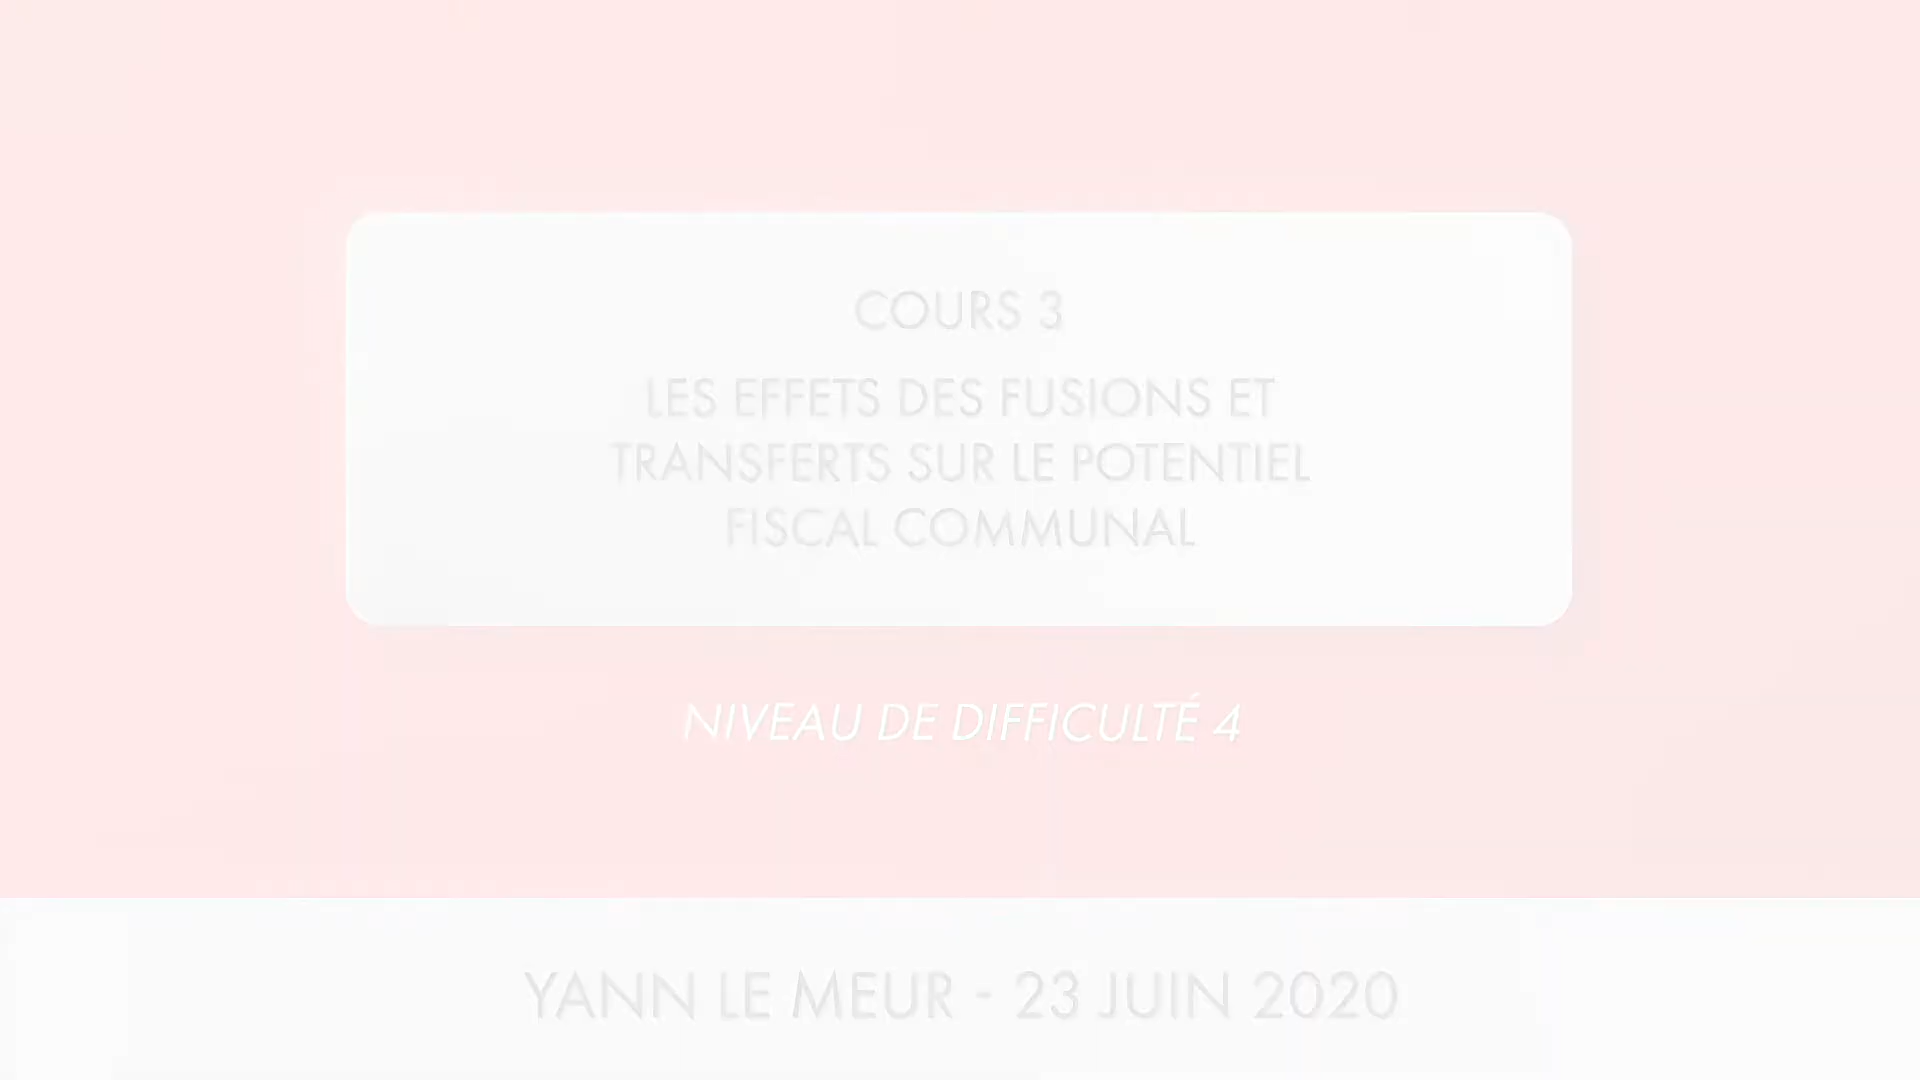 COURS 3
LES EFFETS DES FUSIONS ET
TRANSFERTS SUR LE POTENTIEL
FISCAL COMMUNAL
NIVEAU DE DIFFICULTÉ 4
YANN LE MEUR - 23 JUIN 2020